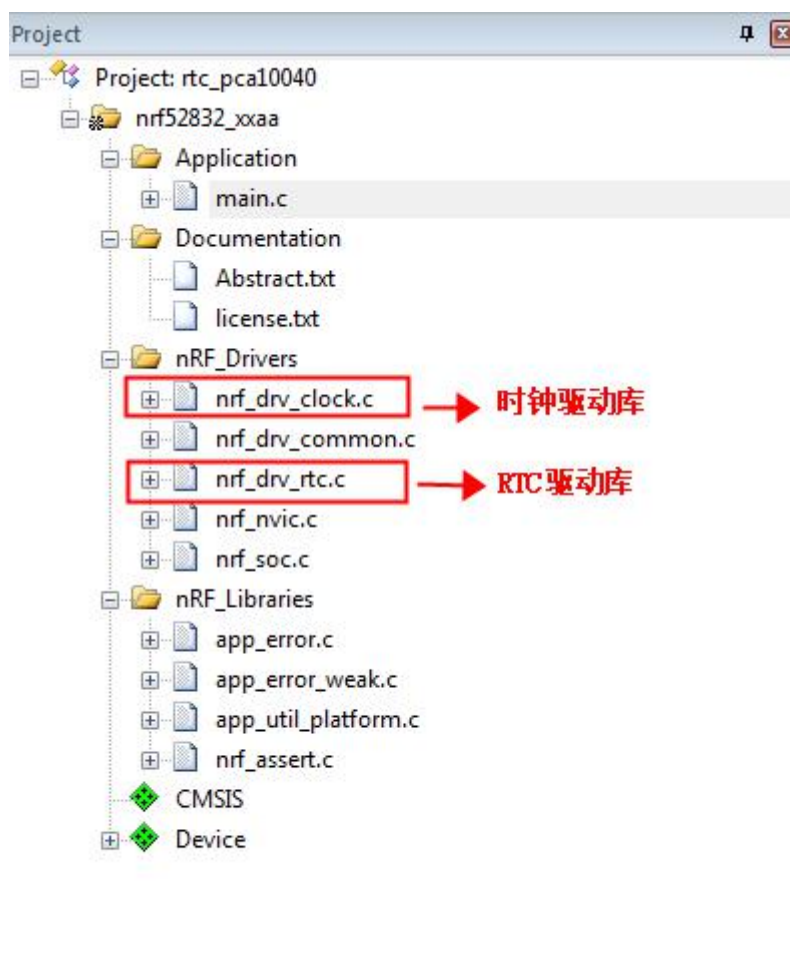 Project
Project: rtc_pca10040
nrf52832_xxaa
Application
main.c
Documentation
Abstract.txt
license.txt
nRF_Drivers
nrf_drv_clock.c 时钟驱动库
nrf_drv_common.c
nrf_drv_rtc.c RTC驱动库
nrf_nvic.c
nrf_soc.c
nRF_Libraries
app_error.c
app_error_weak.c
app_util_platform.c
nrf_assert.c
CMSIS
Device